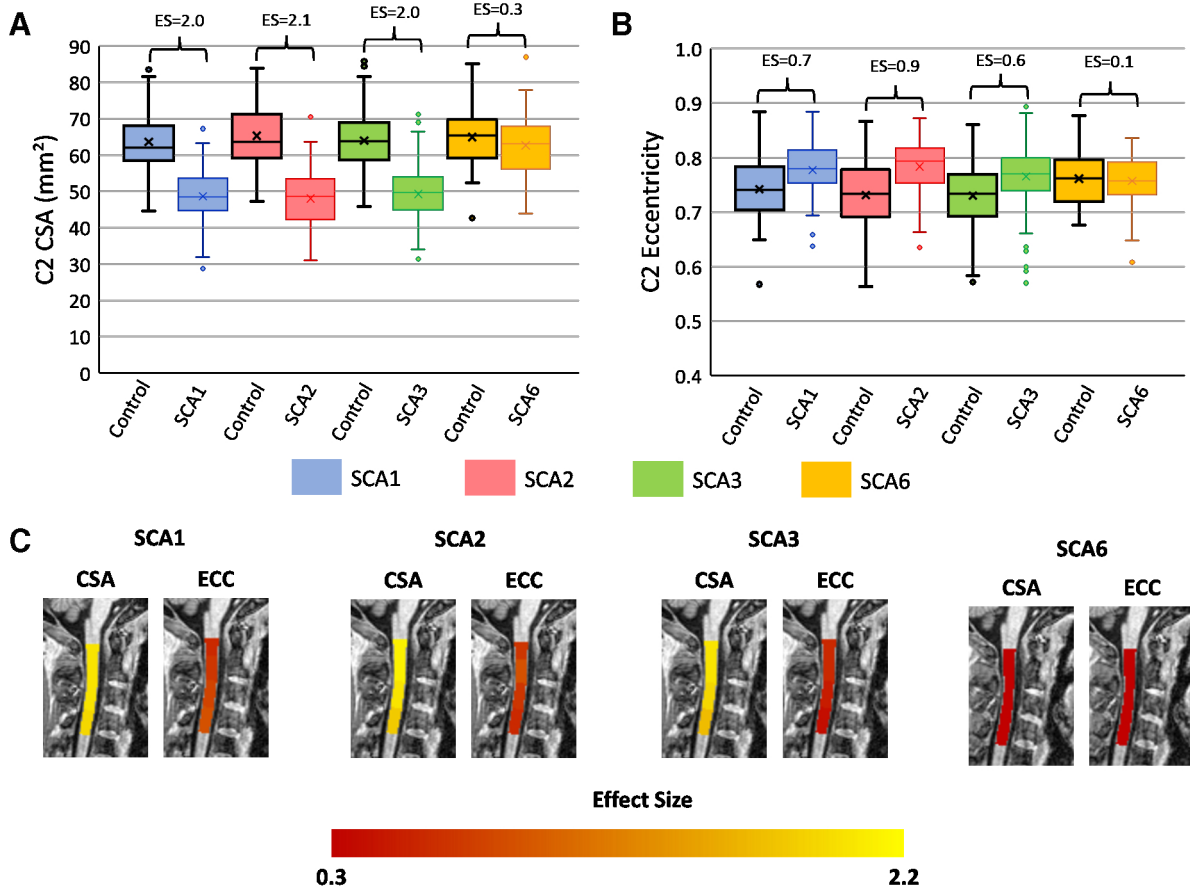 A
ES=2.0
ES=2.1
ES=2.0
ES=0.3
C2 CSA (mm²)
90
80
70
60
50
40
30
20
10
0
Control
SCA1
Control
SCA2
Control
SCA3
Control
SCA6
B
ES=0.7
ES=0.9
ES=0.6
ES=0.1
C2 Eccentricity
1.0
0.9
0.8
0.7
0.6
0.5
0.4
Control
SCA1
Control
SCA2
Control
SCA3
Control
SCA6
SCA1
SCA2
SCA3
SCA6
C
SCA1
CSA ECC
SCA2
CSA ECC
SCA3
CSA ECC
SCA6
CSA ECC
Effect Size
0.3 2.2